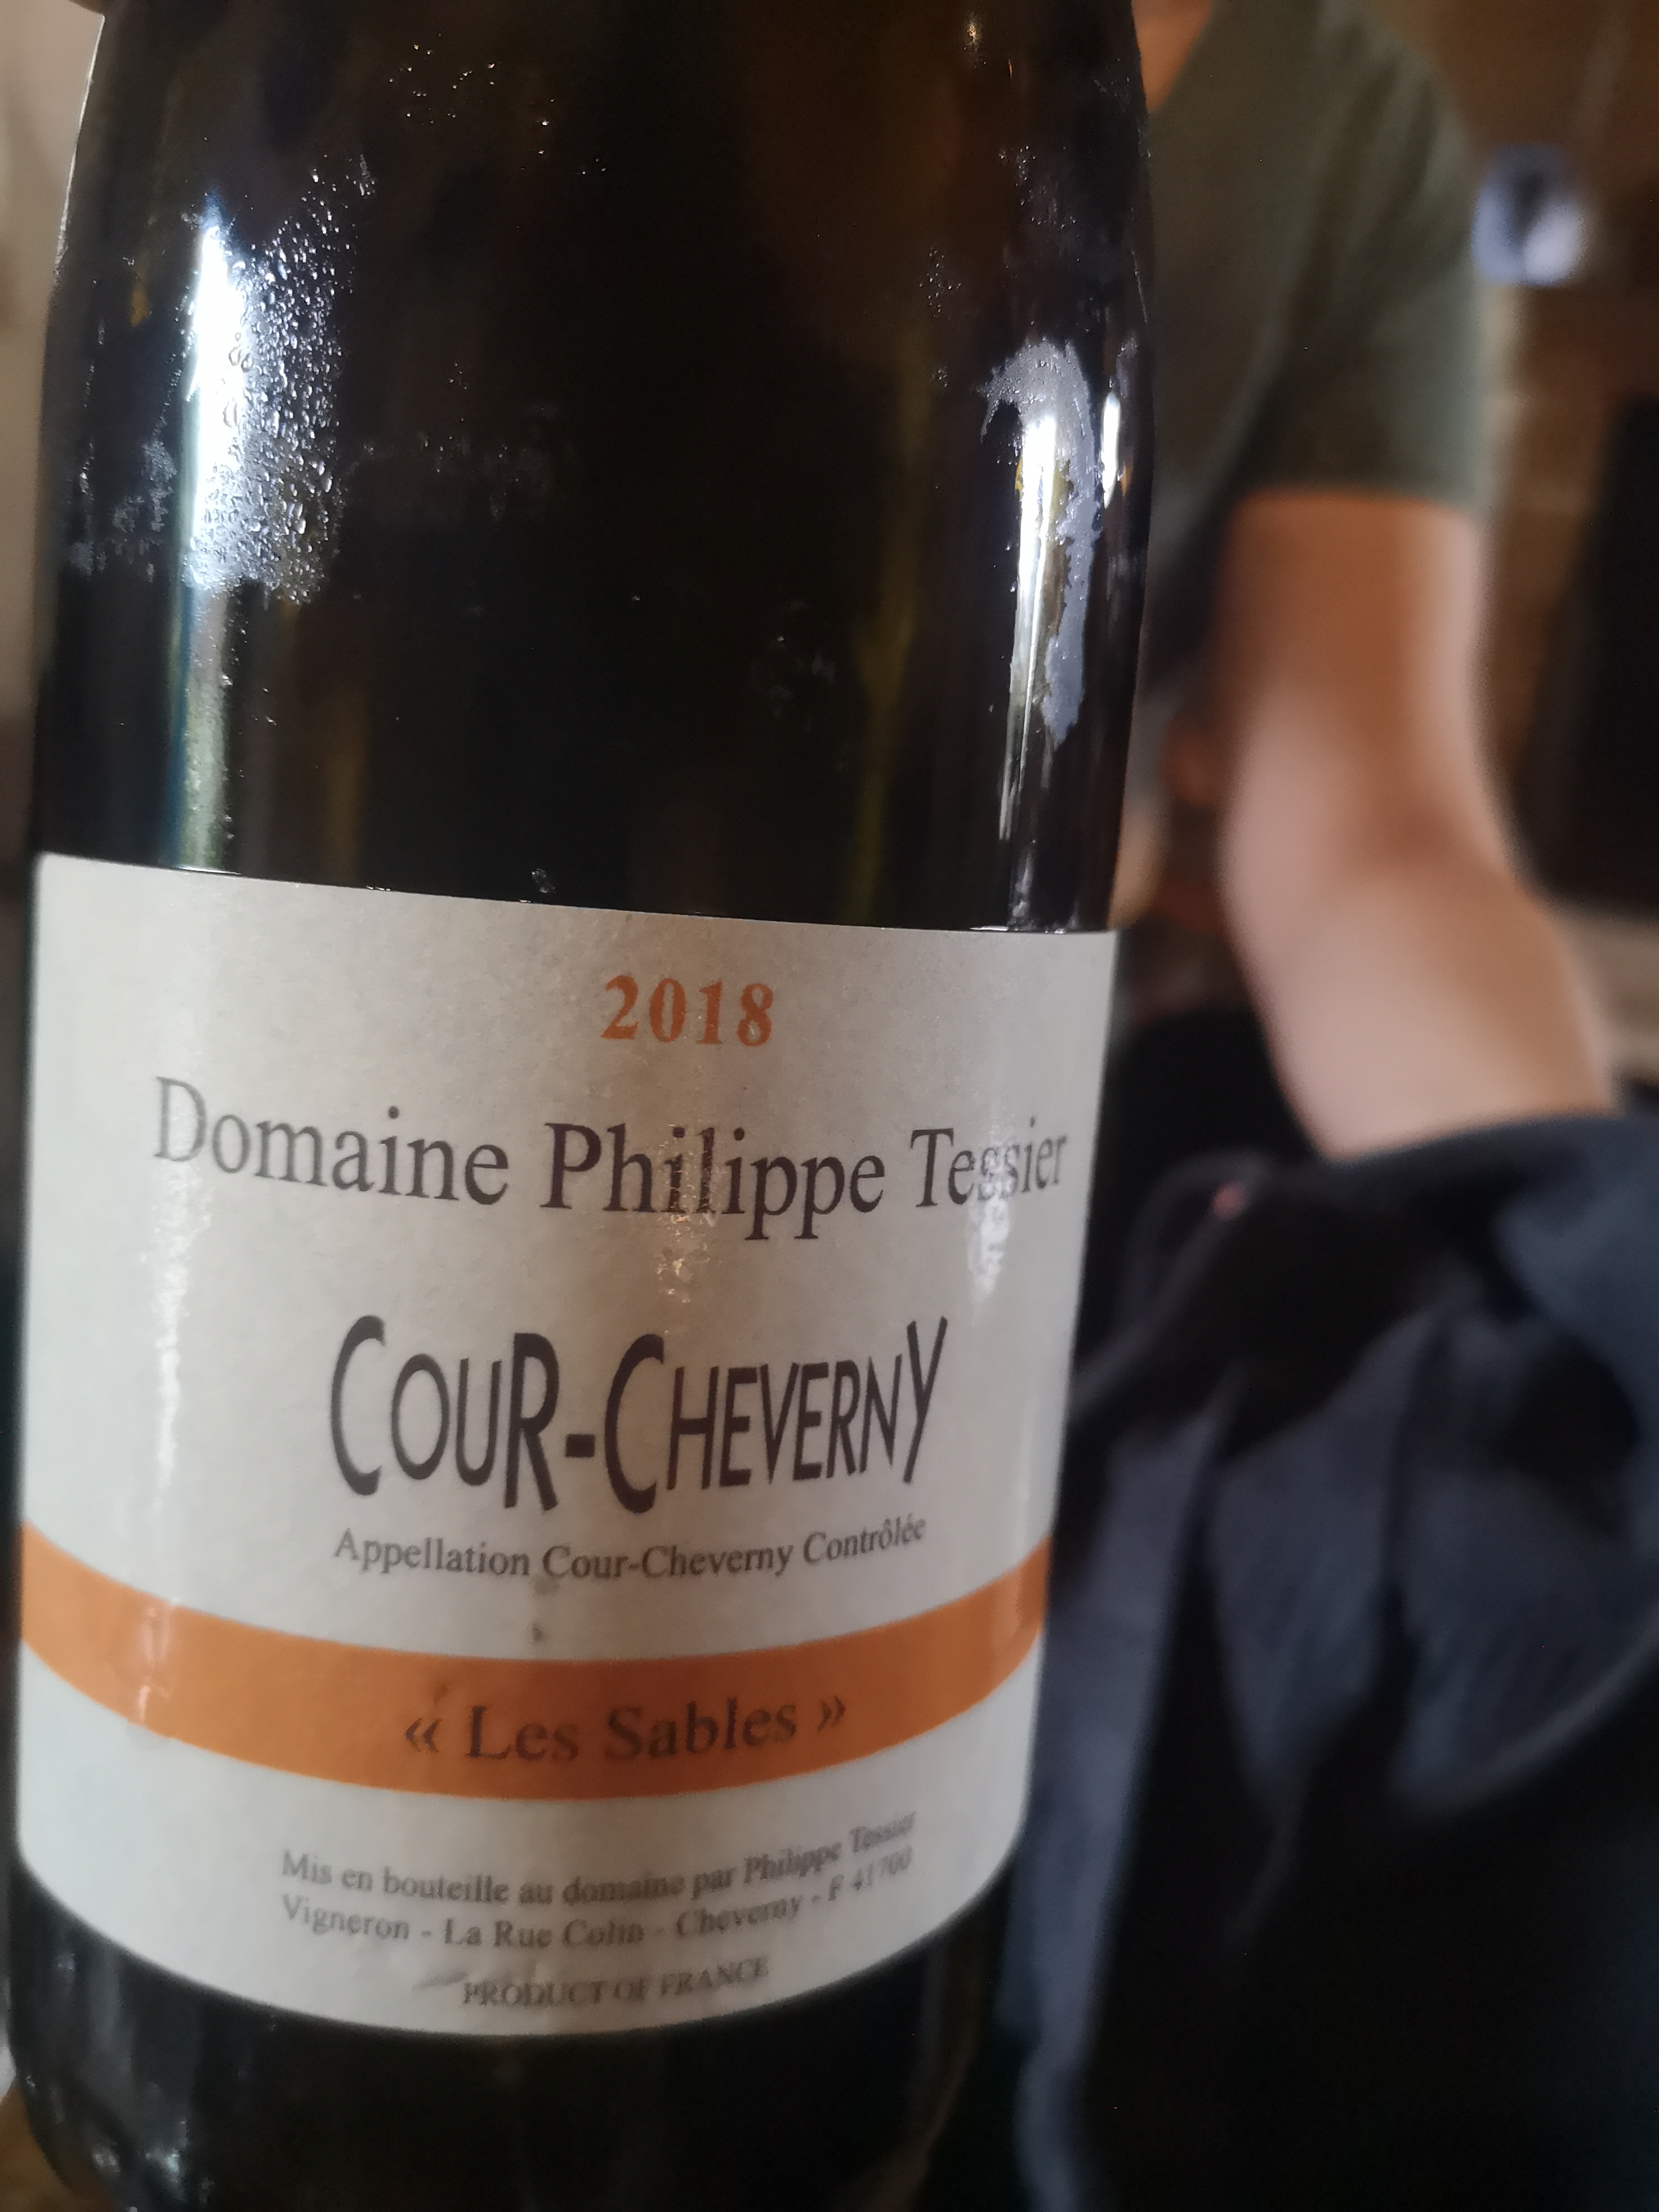 2018
Domaine Philippe Tessier
COUR-CHEVERNY
Appellation Cour-Cheverny Contrôlée
« Les Sables »
Mis en bouteille au domaine par Philippe Tessier
Vigneron - La Rue Colin - Cheverny - F 41700
PRODUCT OF FRANCE